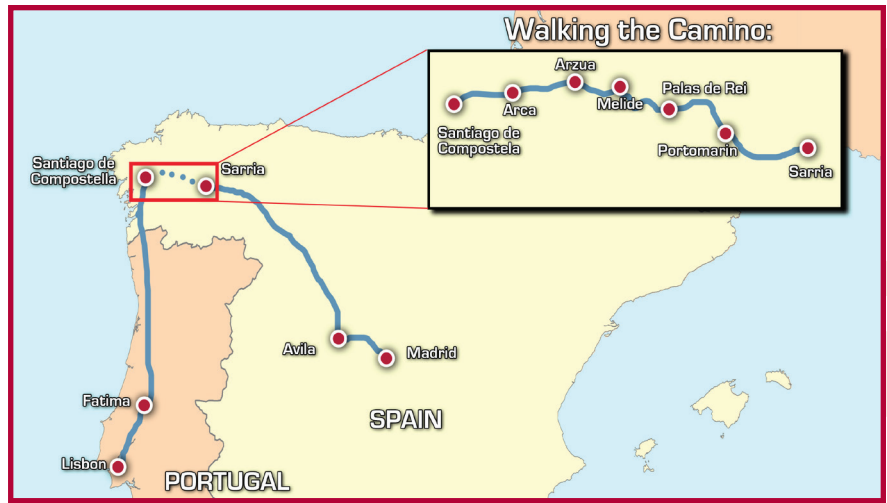 Walking the Camino:
Arzua
Palas de Rei
Melide
Arca
Santiago de
Compostela
Portomarin
Sarria
Santiago de
Compostella
Sarria
Avila
Madrid
Fatima
SPAIN
Lisbon
PORTUGAL